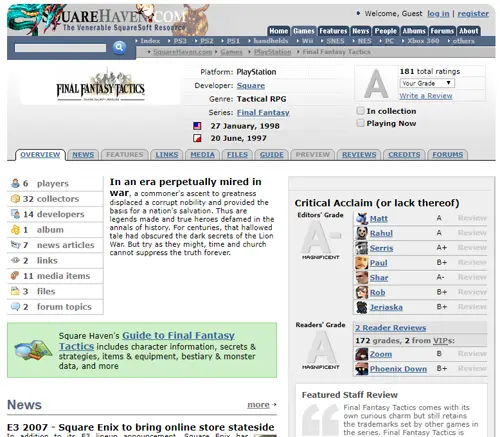 SQUAREHAVEN.COM
The Venerable SquareSoft Resource
Welcome, Guest log in | register
Home Games Features News People Albums Forums About
Index PS3 PS2 PS1 handhelds Wii SNES NES PC Xbox 360 others
SquareHaven.com Games PlayStation Final Fantasy Tactics
FINAL FANTASY TACTICS
Platform: PlayStation
Developer: Square
Genre: Tactical RPG
Series: Final Fantasy
27 January, 1998
20 June, 1997
A
181 total ratings
Your Grade
Write a Review
In collection
Playing Now
OVERVIEW NEWS FEATURES LINKS MEDIA FILES GUIDE PREVIEW REVIEWS CREDITS FORUMS
6 players
32 collectors
14 developers
1 album
7 news articles
2 links
11 media items
3 files
2 forum topics
In an era perpetually mired in
war, a commoner's ascent to greatness
displaced a corrupt nobility and provided
the basis for a nation's salvation. Thus are
legends made and true heroes defamed in the
annals of history. For centuries, that hallowed
tale had obscured the dark secrets of the Lion
War. But try as they might, time and church
cannot suppress the truth forever.
Square Haven's Guide to Final Fantasy
Tactics includes character information, secrets &
strategies, items & equipment, bestiary & monster
data, and more
News
more
E3 2007 - Square Enix to bring online store stateside
In addition to its E3 lineup announcement, Square Enix has
Critical Acclaim (or lack thereof)
Editors' Grade
A-
MAGNIFICENT
Matt A Review
Rahul A Review
Serris A+ Review
Paul B+ Review
Shar A- Review
Rob B+ Review
Jeriaska B+ Review
Readers' Grade
A-
MAGNIFICENT
2 Reader Reviews
172 grades, 2 from VIPs:
Zoom B Review
Phoenix Down B+ Review
Featured Staff Review
Final Fantasy Tactics comes with its
own curious charm but still retains
the trademarks set by other games in
the series. Final Fantasy Tactics is